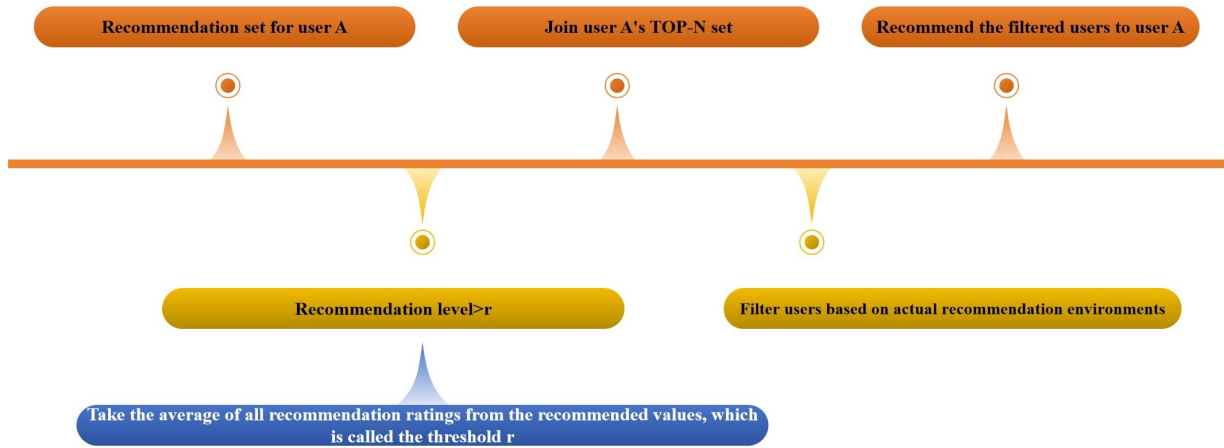 Recommendation set for user A
Join user A's TOP-N set
Recommend the filtered users to user A
Recommendation level>r
Filter users based on actual recommendation environments
Take the average of all recommendation ratings from the recommended values, which
is called the threshold r